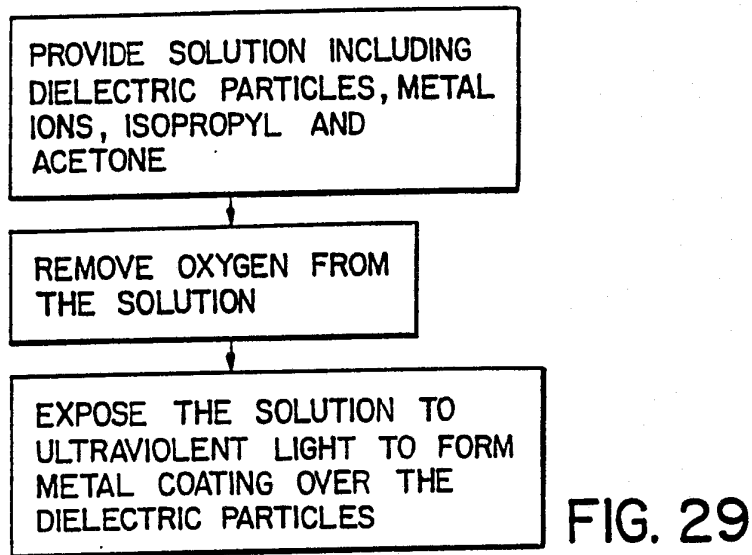 PROVIDE SOLUTION INCLUDING
DIELECTRIC PARTICLES, METAL
IONS, ISOPROPYL AND
ACETONE
REMOVE OXYGEN FROM
THE SOLUTION
EXPOSE THE SOLUTION TO
ULTRAVIOLENT LIGHT TO FORM
METAL COATING OVER THE
DIELECTRIC PARTICLES
FIG. 29